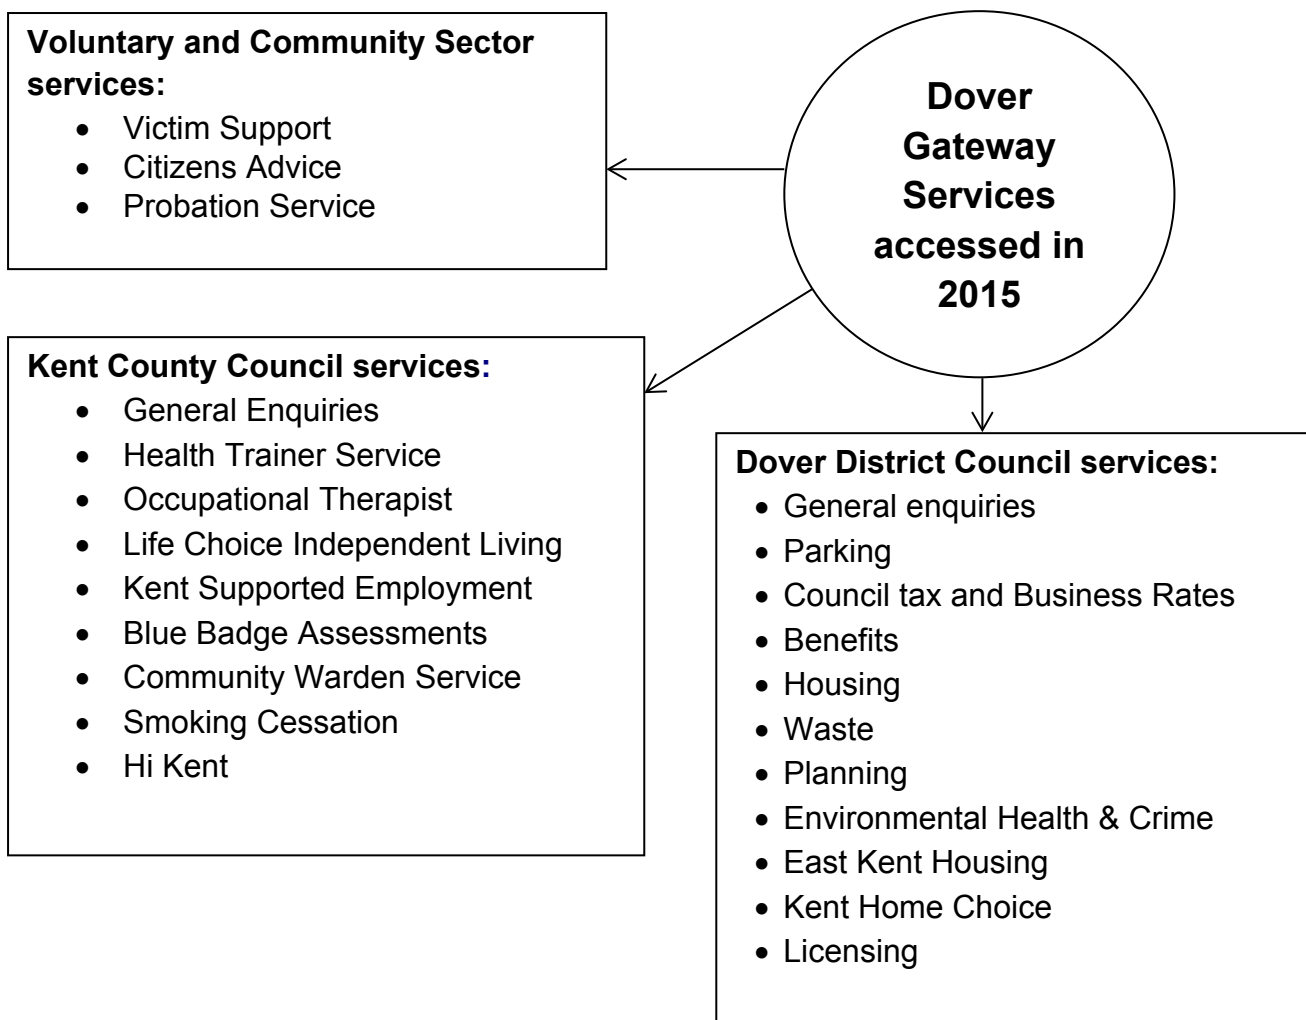 Voluntary and Community Sector
services:
• Victim Support
• Citizens Advice
• Probation Service
Dover
Gateway
Services
accessed in
2015
Kent County Council services:
• General Enquiries
• Health Trainer Service
• Occupational Therapist
• Life Choice Independent Living
• Kent Supported Employment
• Blue Badge Assessments
• Community Warden Service
• Smoking Cessation
• Hi Kent
Dover District Council services:
• General enquiries
• Parking
• Council tax and Business Rates
• Benefits
• Housing
• Waste
• Planning
• Environmental Health & Crime
• East Kent Housing
• Kent Home Choice
• Licensing